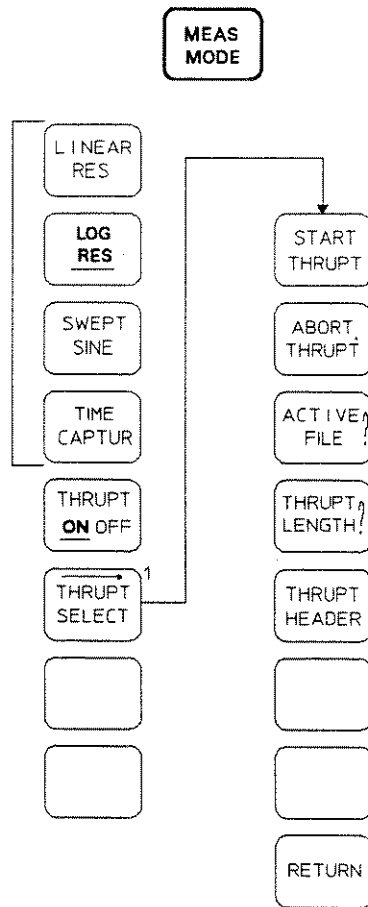 MEAS
MODE
LINEAR
RES
LOG
RES
SWEPT
SINE
TIME
CAPTUR
THRUPT
ON OFF
THRUPT
SELECT
1
START
THRUPT
ABORT
THRUPT
ACTIVE
FILE ?
THRUPT
LENGTH ?
THRUPT
HEADER
RETURN